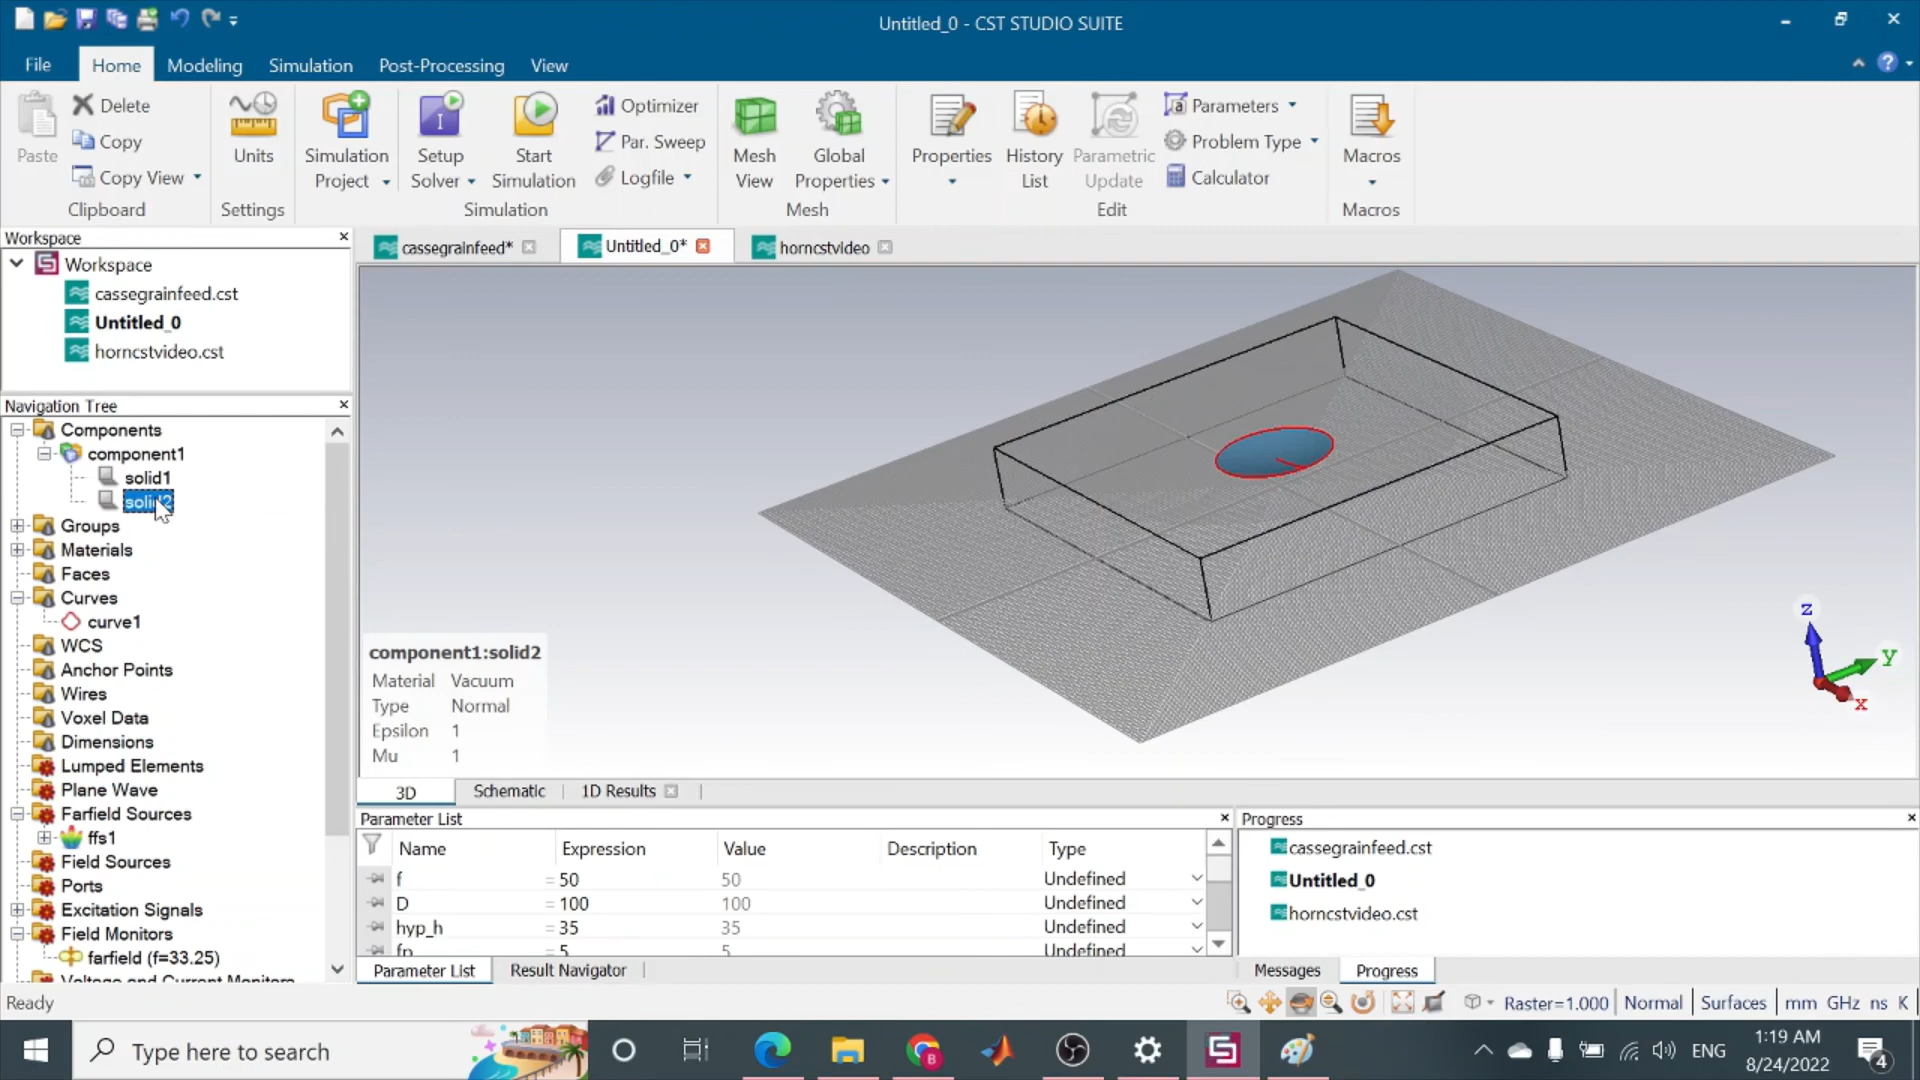 Untitled_0 - CST STUDIO SUITE
File Home Modeling Simulation Post-Processing View
Paste
Delete
Copy
Copy View
Clipboard
Units
Settings
Simulation Project
Setup Solver
Start Simulation
Optimizer
Par. Sweep
Logfile
Simulation
Mesh View
Global Properties
Mesh
Properties
History List
Parametric Update
Parameters
Problem Type
Calculator
Edit
Macros
Macros
Workspace
Workspace
cassegrainfeed.cst
Untitled_0
horncstvideo.cst
cassegrainfeed* Untitled_0* horncstvideo
Navigation Tree
Components
component1
solid1
solid2
Groups
Materials
Faces
Curves
curve1
WCS
Anchor Points
Wires
Voxel Data
Dimensions
Lumped Elements
Plane Wave
Farfield Sources
ffs1
Field Sources
Ports
Excitation Signals
Field Monitors
farfield (f=33.25)
Voltage and Current Monitors
component1:solid2
Material Vacuum
Type Normal
Epsilon 1
Mu 1
z
y
x
3D Schematic 1D Results
Parameter List
Name Expression Value Description Type
f = 50 50 Undefined
D = 100 100 Undefined
hyp_h = 35 35 Undefined
fp = 5 5 Undefined
Parameter List Result Navigator
Progress
cassegrainfeed.cst
Untitled_0
horncstvideo.cst
Messages Progress
Ready
Raster=1.000 Normal Surfaces mm GHz ns K
Type here to search
ENG
1:19 AM
8/24/2022
4